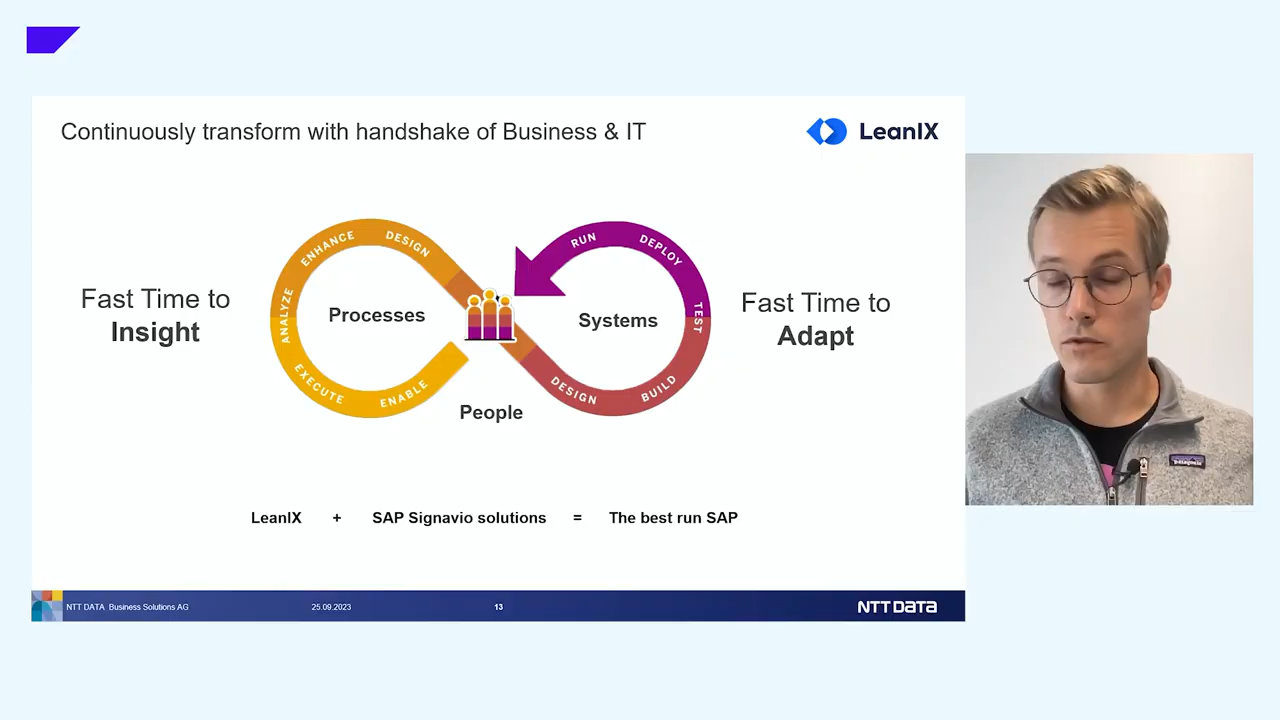 Continuously transform with handshake of Business & IT
LeanIX
Fast Time to
Insight
ENABLE
EXECUTE
ANALYZE
ENHANCE
DESIGN
Processes
People
DESIGN
BUILD
TEST
DEPLOY
RUN
Systems
Fast Time to
Adapt
LeanIX + SAP Signavio solutions = The best run SAP
NTT DATA Business Solutions AG 25.09.2023 13 NTT DATA
patagonia